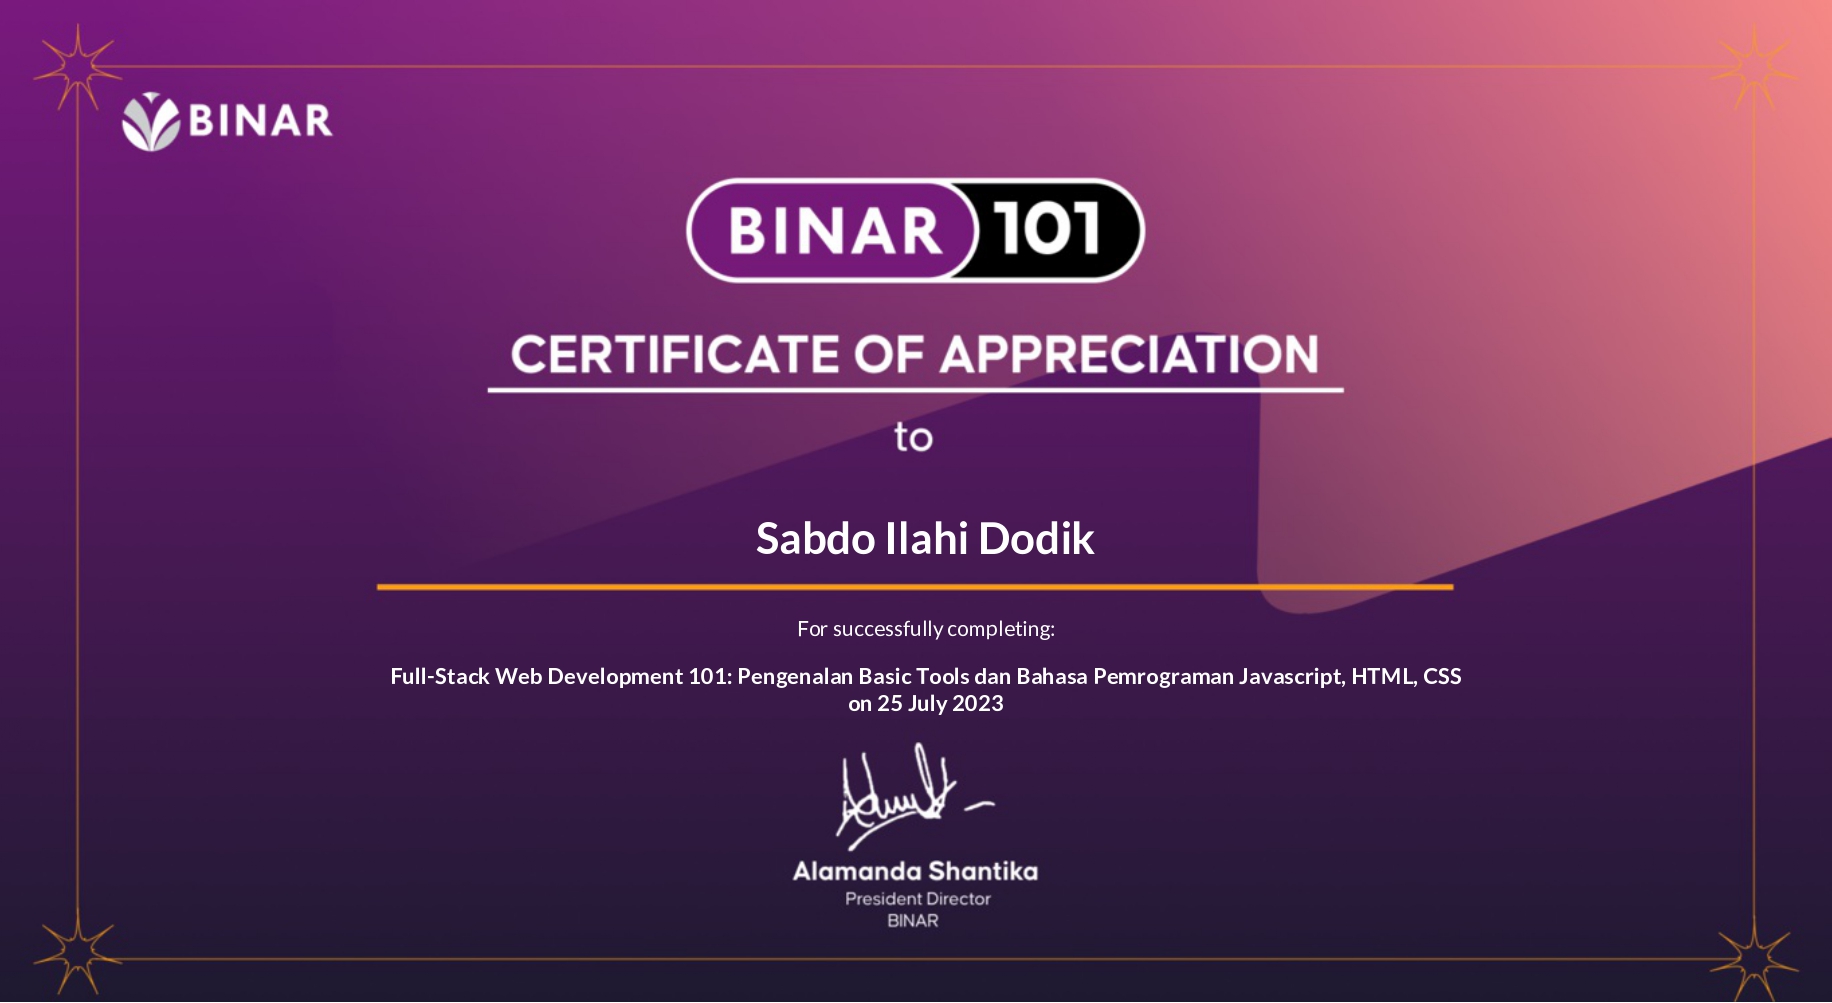 BINAR
BINAR 101
CERTIFICATE OF APPRECIATION
to
Sabdo Ilahi Dodik
For successfully completing:
Full-Stack Web Development 101: Pengenalan Basic Tools dan Bahasa Pemrograman Javascript, HTML, CSS
on 25 July 2023
Alamanda Shantika
President Director
BINAR